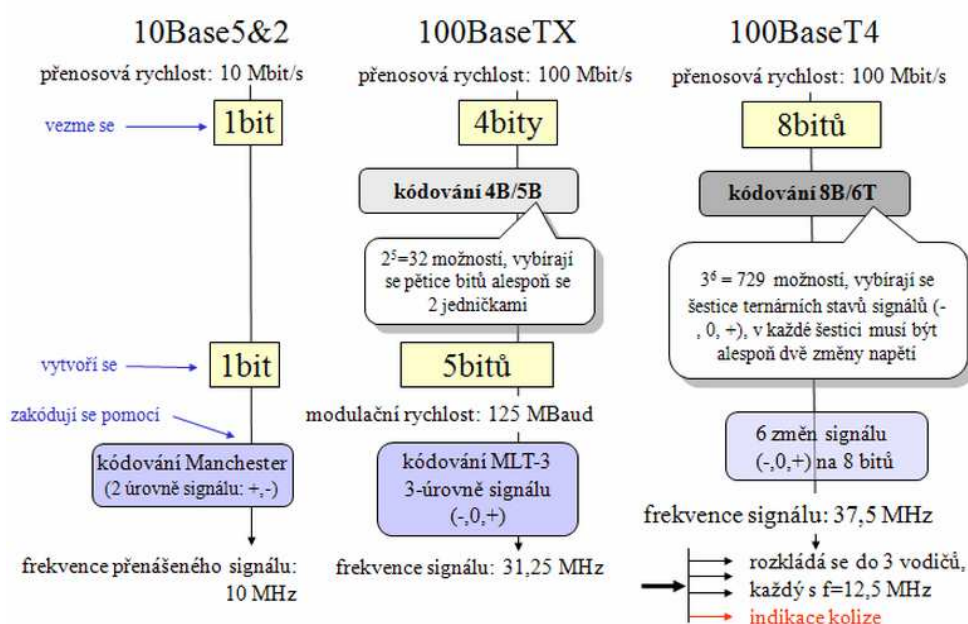 10Base5&2
přenosová rychlost: 10 Mbit/s
vezme se
1bit
vytvoří se
1bit
zakódují se pomocí
kódování Manchester
(2 úrovně signálu: +,-)
frekvence přenášeného signálu:
10 MHz
100BaseTX
přenosová rychlost: 100 Mbit/s
4bity
kódování 4B/5B
2⁵=32 možností, vybírají
se pětice bitů alespoň se
2 jedničkami
5bitů
modulační rychlost: 125 MBaud
kódování MLT-3
3-úrovně signálu
(-,0,+)
frekvence signálu: 31,25 MHz
100BaseT4
přenosová rychlost: 100 Mbit/s
8bitů
kódování 8B/6T
3⁶ = 729 možností, vybírají se
šestice ternárních stavů signálů (-
, 0, +), v každé šestici musí být
alespoň dvě změny napětí
6 změn signálu
(-,0,+) na 8 bitů
frekvence signálu: 37,5 MHz
rozkládá se do 3 vodičů,
každý s f=12,5 MHz
indikace kolize